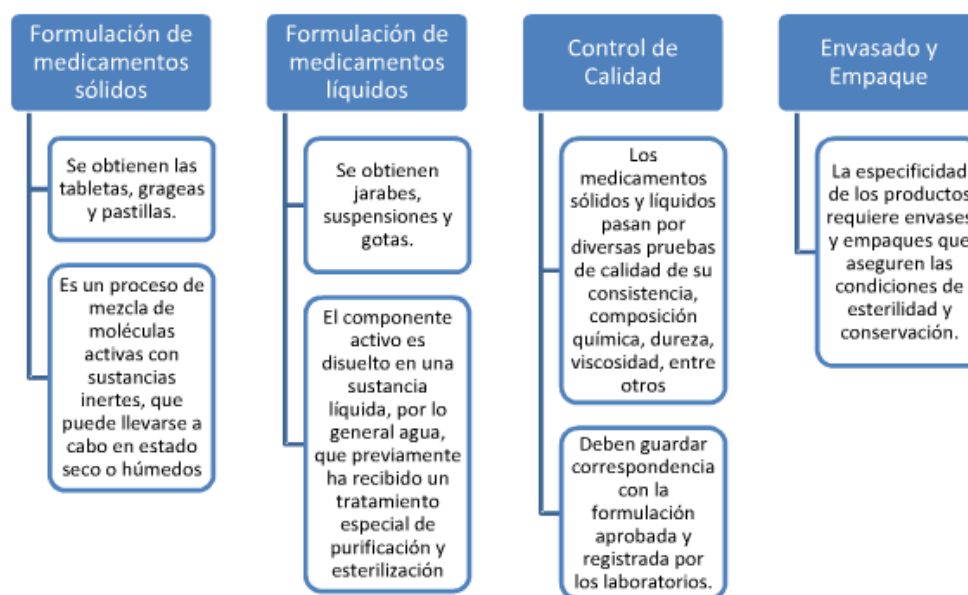 Formulación de
medicamentos
sólidos
Se obtienen las
tabletas, grageas
y pastillas.
Es un proceso de
mezcla de
moléculas
activas con
sustancias
inertes, que
puede llevarse a
cabo en estado
seco o húmedos
Formulación de
medicamentos
líquidos
Se obtienen
jarabes,
suspensiones y
gotas.
El componente
activo es
disuelto en una
sustancia
líquida, por lo
general agua,
que previamente
ha recibido un
tratamiento
especial de
purificación y
esterilización
Control de
Calidad
Los
medicamentos
sólidos y líquidos
pasan por
diversas pruebas
de calidad de su
consistencia,
composición
química, dureza,
viscosidad, entre
otros
Deben guardar
correspondencia
con la
formulación
aprobada y
registrada por
los laboratorios.
Envasado y
Empaque
La especificidad
de los productos
requiere envases
y empaques que
aseguren las
condiciones de
esterilidad y
conservación.